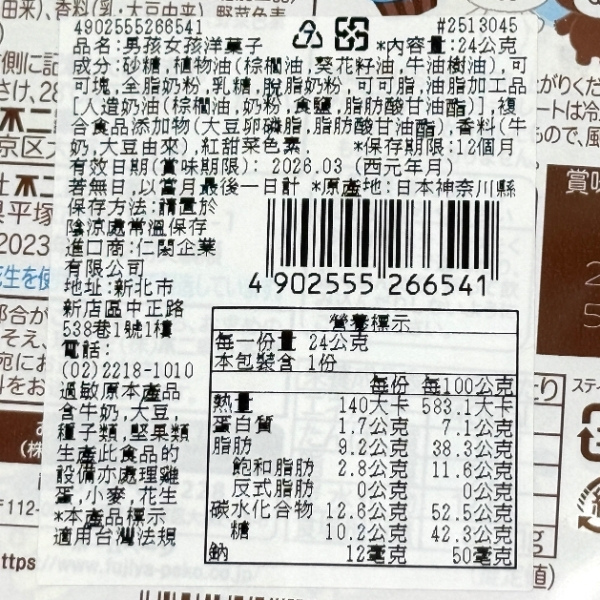 由来)、香料(乳・大豆由来)、野菜色素
4902555266541
#2513045
品名:男孩女孩洋菓子
*內容量:24公克
成分:砂糖,植物油(棕櫚油,葵花籽油,牛油樹油),可
可塊,全脂奶粉,乳糖,脫脂奶粉,可可脂,油脂加工品
[人造奶油(棕櫚油,奶粉,食鹽,脂肪酸甘油酯)],複
合食品添加物(大豆卵磷脂,脂肪酸甘油酯),香料(牛
奶,大豆由來),紅甜菜色素. *保存期限:12個月
有效日期(賞味期限): 2026.03 (西元年月)
若無日,以當月最後一日計 *原產地:日本神奈川縣
保存方法:請置於
陰涼處常溫保存
進口商:仁閎企業
有限公司
地址:新北市
新店區中正路
538巷1號1樓
電話:
(02)2218-1010
過敏原本產品
含牛奶,大豆,
種子類,堅果類
生產此食品的
設備亦處理雞
蛋,小麥,花生
*本產品標示
適用台灣法規
4 902555 266541
營養標示
每一份量 24公克
本包裝含 1份
每份 每100公克
熱量 140大卡 583.1大卡
蛋白質 1.7公克 7.1公克
脂肪 9.2公克 38.3公克
飽和脂肪 2.8公克 11.6公克
反式脂肪 0公克 0公克
碳水化合物 12.6公克 52.5公克
糖 10.2公克 42.3公克
鈉 12毫克 50毫克